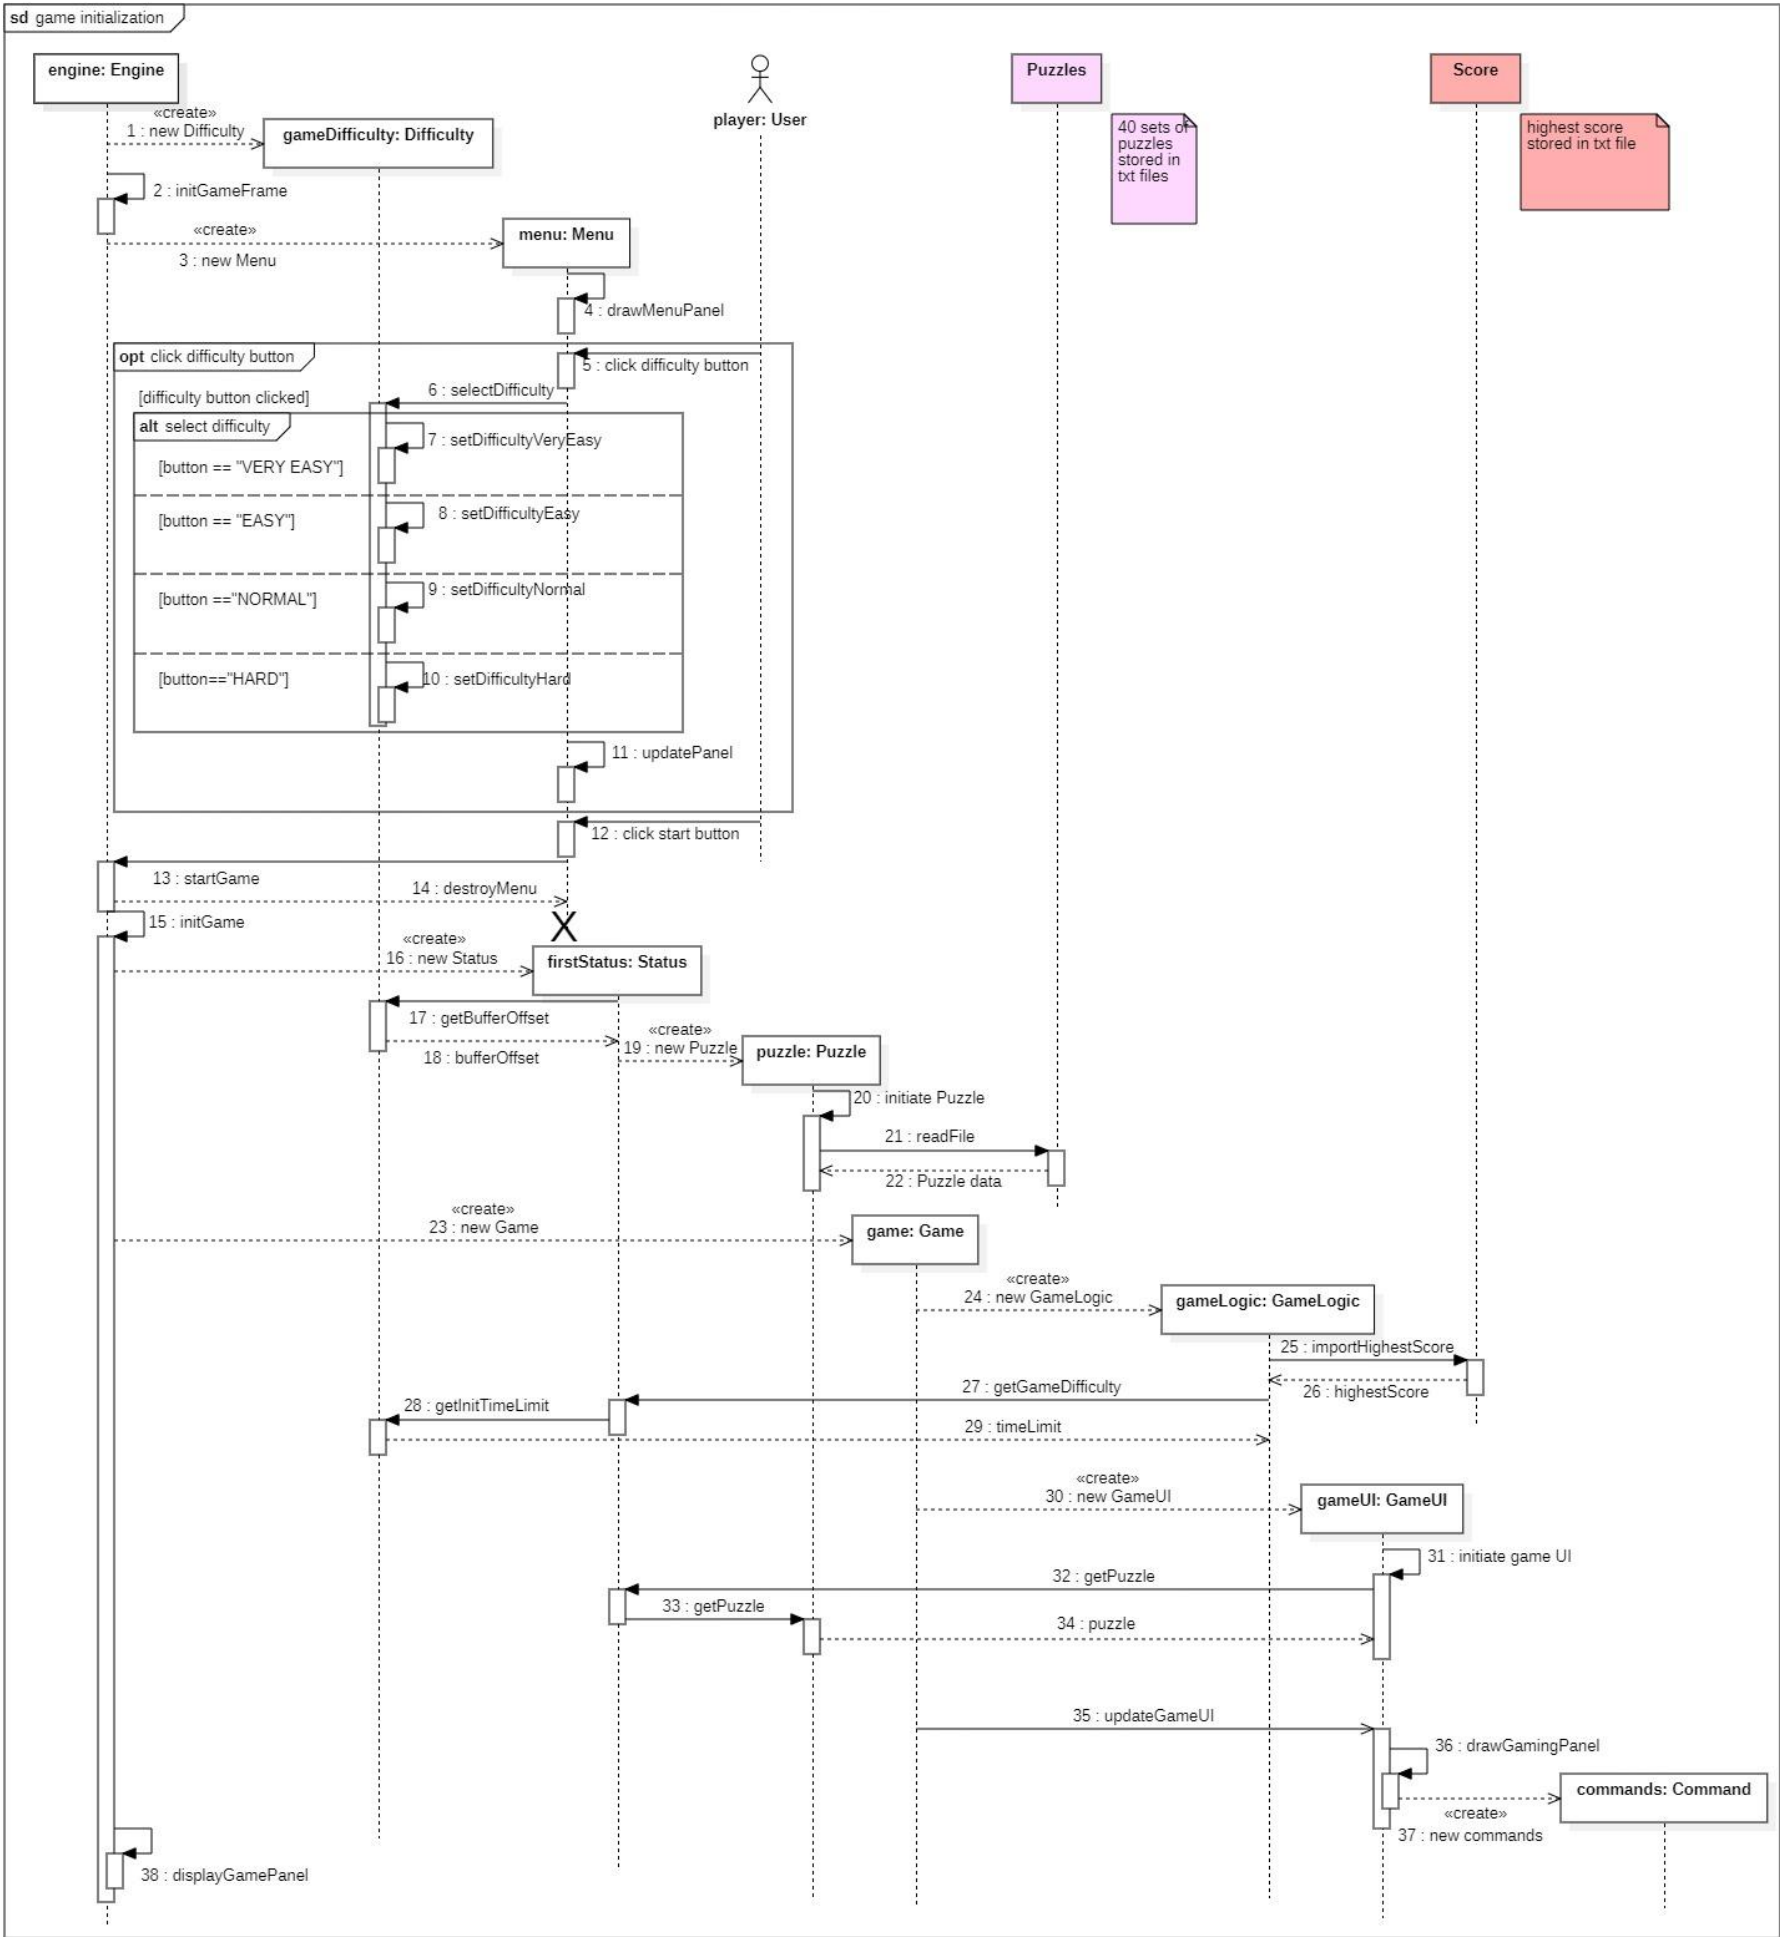 sd game initialization
engine: Engine
player: User
Puzzles
Score
«create»
1 : new Difficulty
gameDifficulty: Difficulty
40 sets of
puzzles
stored in
txt files
highest score
stored in txt file
2 : initGameFrame
«create»
3 : new Menu
menu: Menu
4 : drawMenuPanel
opt click difficulty button
5 : click difficulty button
[difficulty button clicked]
6 : selectDifficulty
alt select difficulty
7 : setDifficultyVeryEasy
[button == "VERY EASY"]
8 : setDifficultyEasy
[button == "EASY"]
9 : setDifficultyNormal
[button =="NORMAL"]
10 : setDifficultyHard
[button=="HARD"]
11 : updatePanel
12 : click start button
13 : startGame
14 : destroyMenu
15 : initGame
X
«create»
16 : new Status
firstStatus: Status
17 : getBufferOffset
18 : bufferOffset
«create»
19 : new Puzzle
puzzle: Puzzle
20 : initiate Puzzle
21 : readFile
22 : Puzzle data
«create»
23 : new Game
game: Game
«create»
24 : new GameLogic
gameLogic: GameLogic
25 : importHighestScore
26 : highestScore
27 : getGameDifficulty
28 : getInitTimeLimit
29 : timeLimit
«create»
30 : new GameUI
gameUI: GameUI
31 : initiate game UI
32 : getPuzzle
33 : getPuzzle
34 : puzzle
35 : updateGameUI
36 : drawGamingPanel
commands: Command
«create»
37 : new commands
38 : displayGamePanel